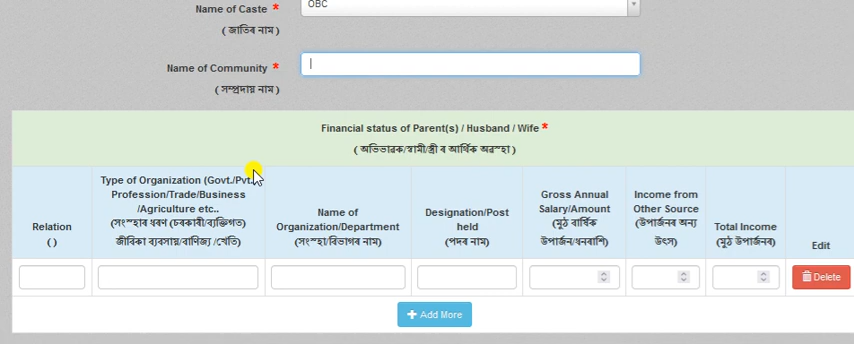 Name of Caste *
OBC
( জাতিৰ নাম )
Name of Community *
( সম্প্ৰদায় নাম )
Financial status of Parent(s) / Husband / Wife *
( অভিভাৱক/স্বামী/স্ত্ৰী ৰ আৰ্থিক অৱস্হা )
Relation
( )
Type of Organization (Govt./Pvt.
Profession/Trade/Business
/Agriculture etc..
(সংস্হাৰ ধৰণ (চৰকাৰী/ব্যক্তিগত)
জীৱিকা ব্যৱসায়/বাণিজ্য /খেতি)
Name of
Organization/Department
(সংস্হা/বিভাগৰ নাম)
Designation/Post
held
(পদৰ নাম)
Gross Annual
Salary/Amount
(মুঠ বাৰ্ষিক
উপাৰ্জন/ধনৰাশি)
Income from
Other Source
(উপাৰ্জনৰ অন্য
উৎস)
Total Income
(মুঠ উপাৰ্জনৰ)
Edit
Delete
Add More